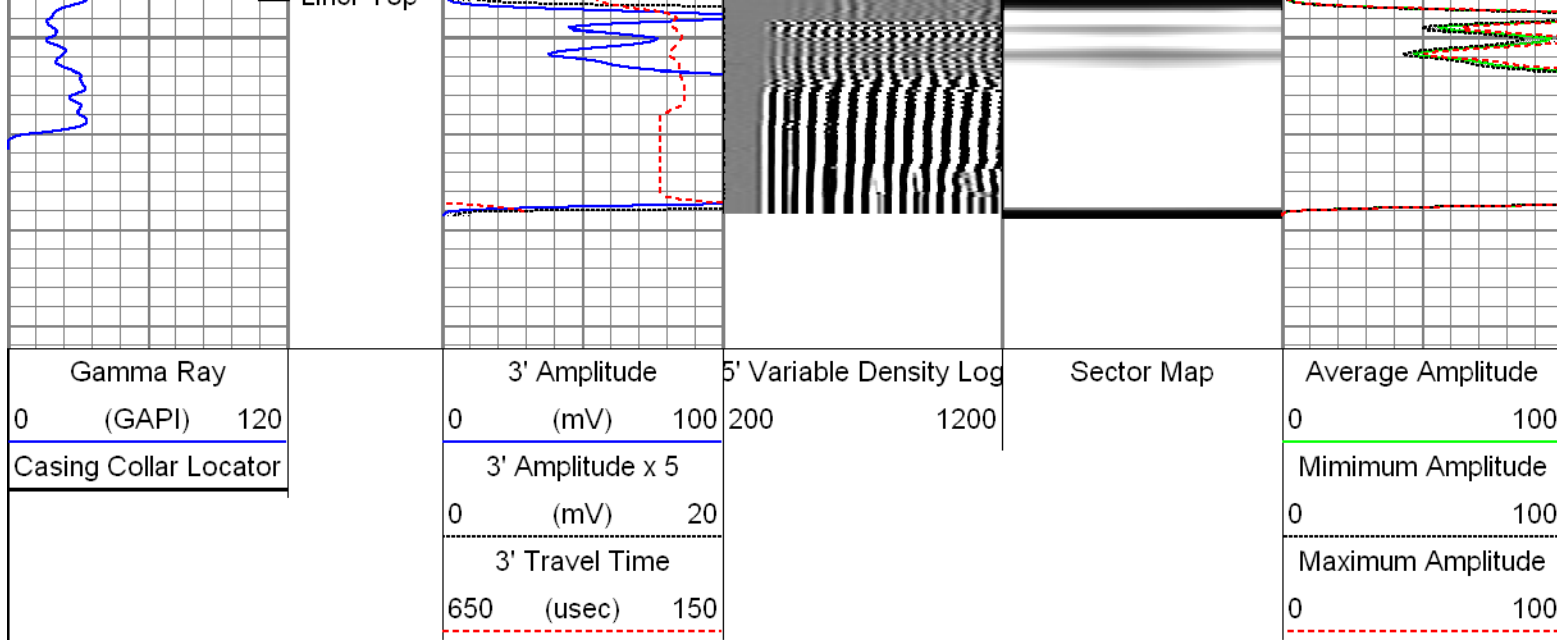 Liner Top
Gamma Ray
0 (GAPI) 120
Casing Collar Locator
3' Amplitude
0 (mV) 100
3' Amplitude x 5
0 (mV) 20
3' Travel Time
650 (usec) 150
5' Variable Density Log
200 1200
Sector Map
Average Amplitude
0 100
Mimimum Amplitude
0 100
Maximum Amplitude
0 100